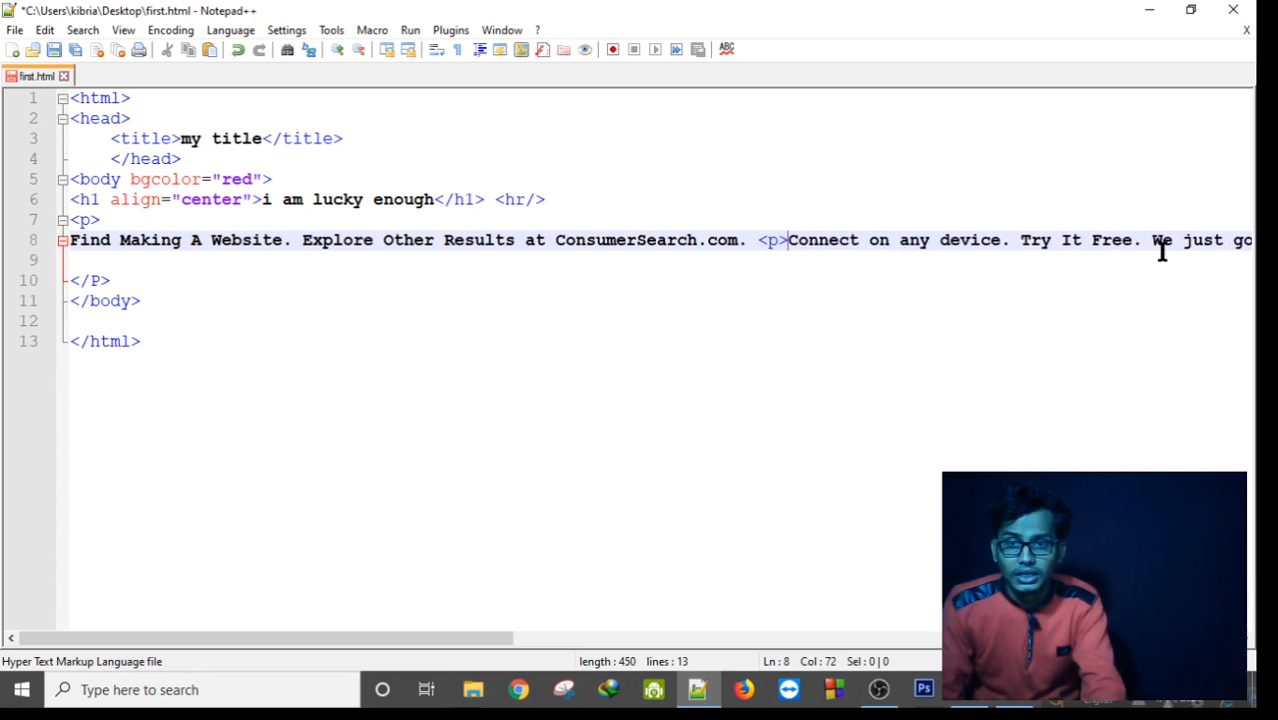 *C:\Users\kibria\Desktop\first.html - Notepad++
File Edit Search View Encoding Language Settings Tools Macro Run Plugins Window ? X
ABC
first.html
1 <html>
2 <head>
3 <title>my title</title>
4 </head>
5 <body bgcolor="red">
6 <h1 align="center">i am lucky enough</h1> <hr/>
7 <p>
8 Find Making A Website. Explore Other Results at ConsumerSearch.com. <p>Connect on any device. Try It Free. We just go
9
10 </P>
11 </body>
12
13 </html>
Hyper Text Markup Language file length : 450 lines : 13 Ln : 8 Col : 72 Sel : 0 | 0
Type here to search
Ps
English